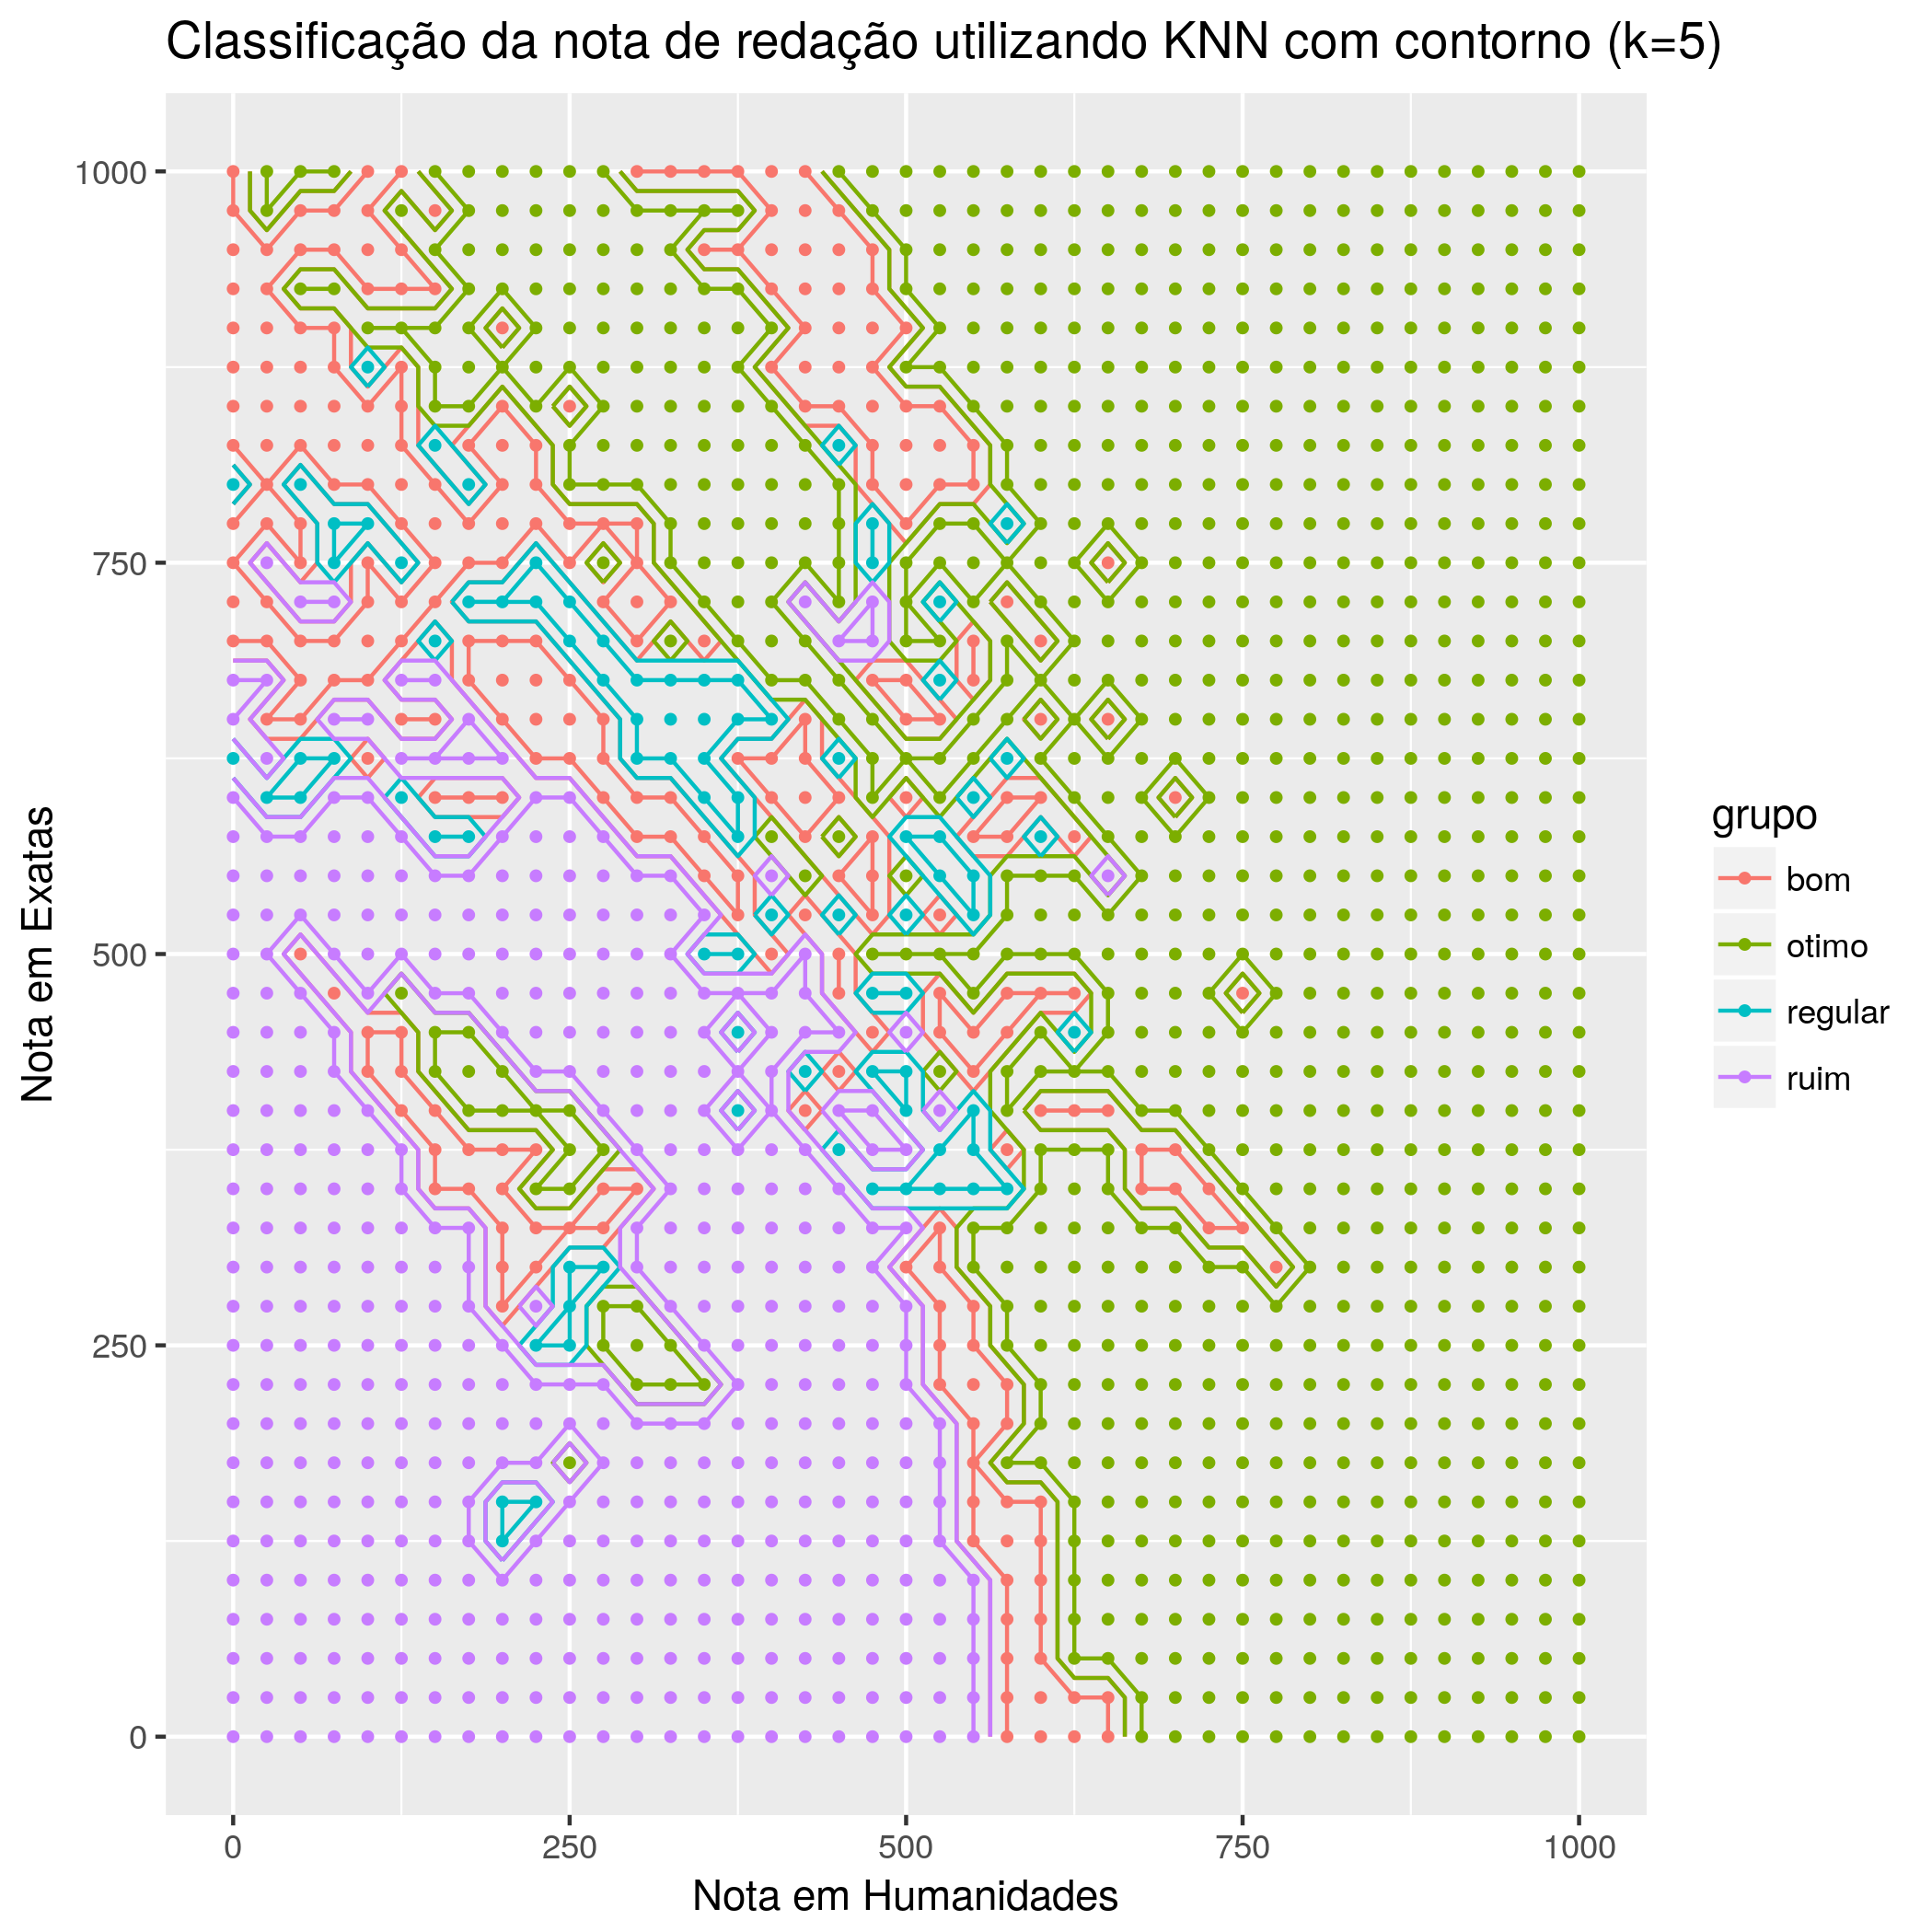 Classificação da nota de redação utilizando KNN com contorno (k=5)
1000
750
500
250
0
Nota em Exatas
0 250 500 750 1000
Nota em Humanidades
grupo
bom
otimo
regular
ruim